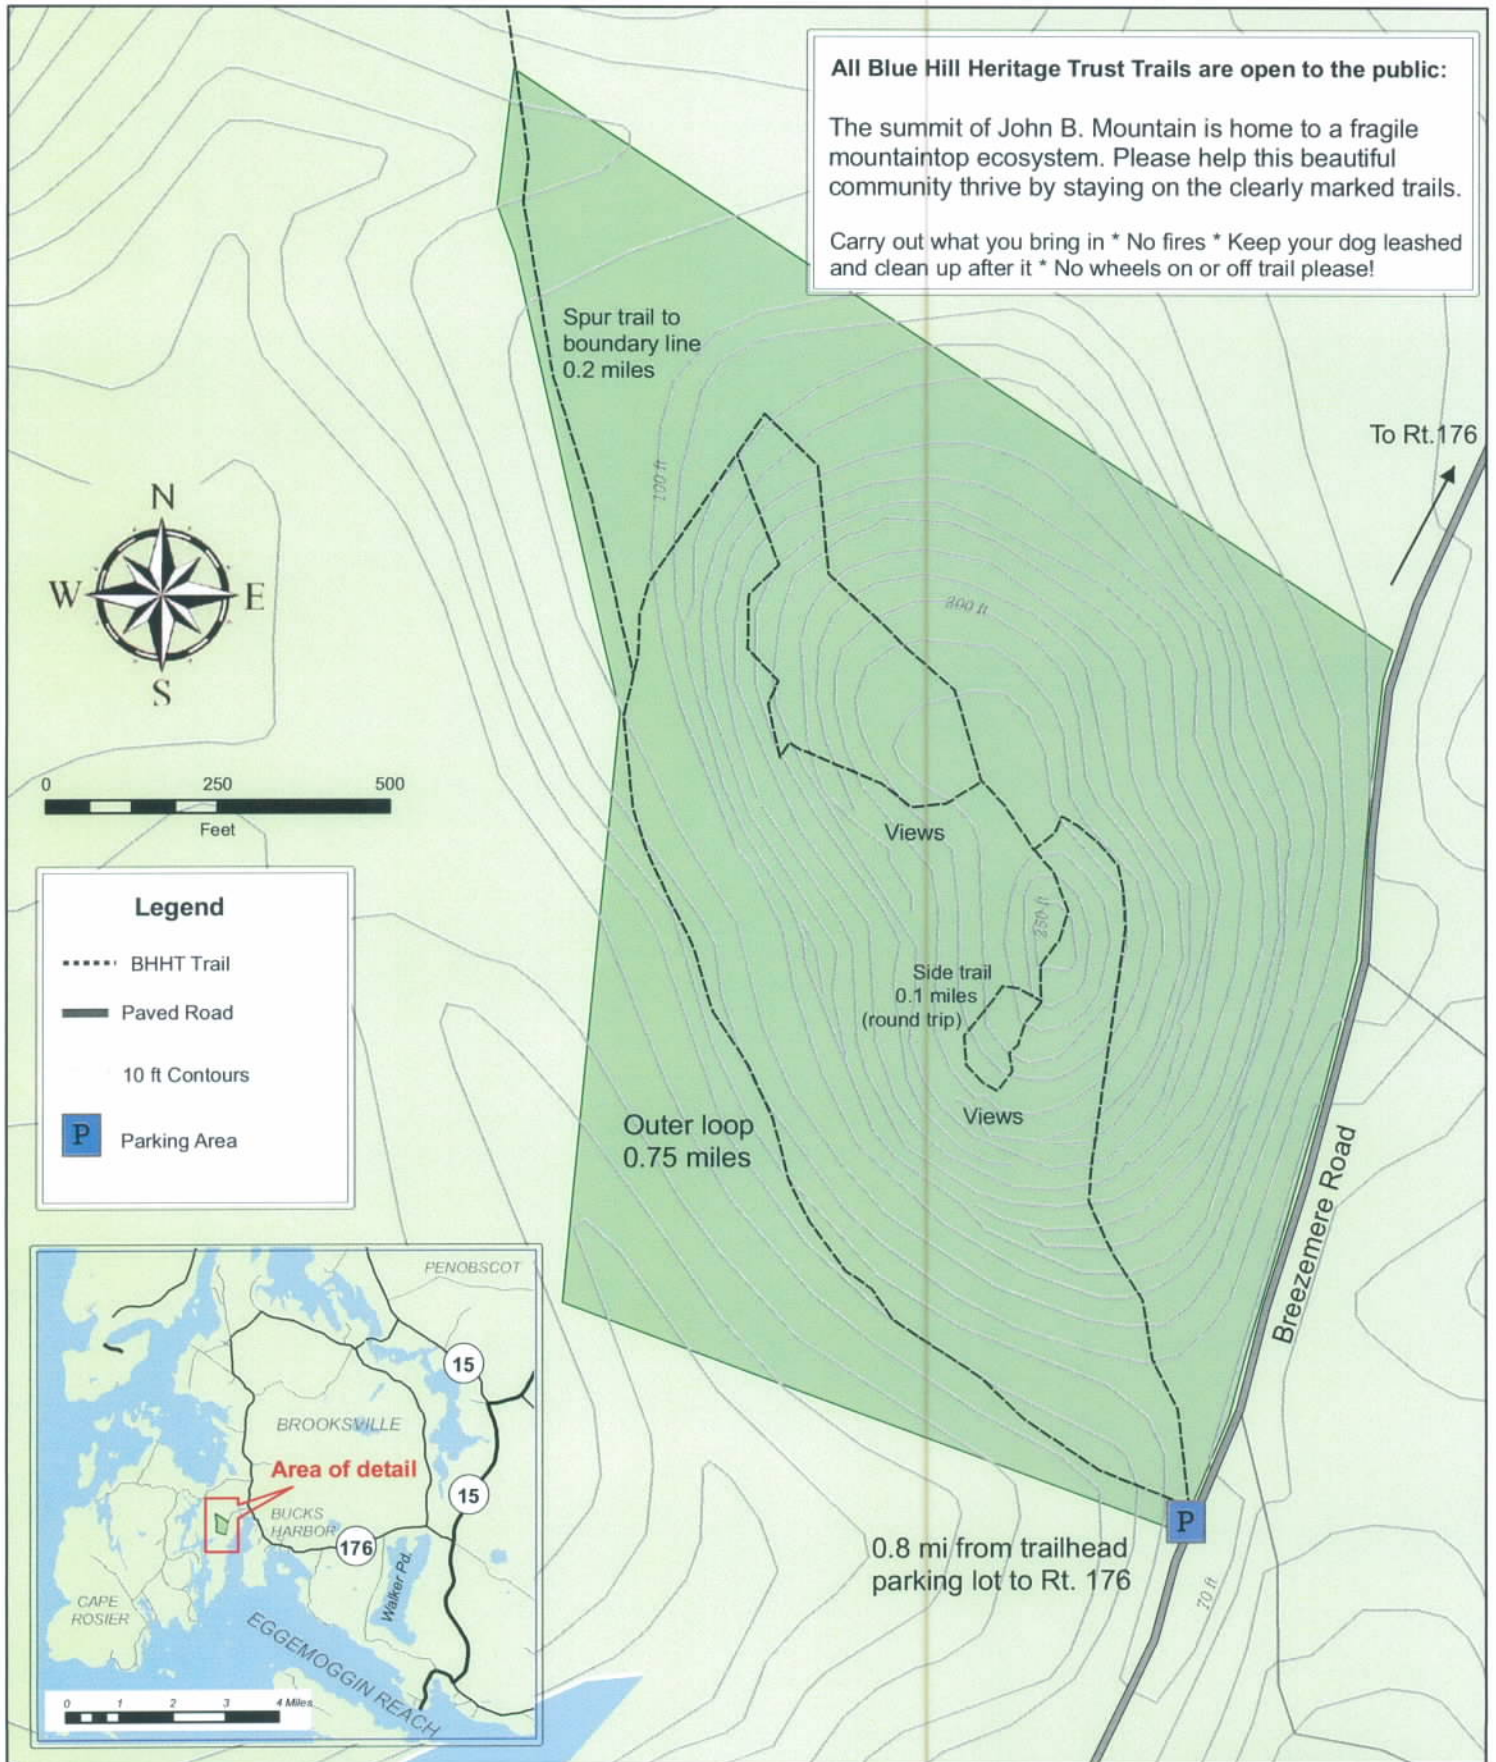 All Blue Hill Heritage Trust Trails are open to the public:
The summit of John B. Mountain is home to a fragile
mountaintop ecosystem. Please help this beautiful
community thrive by staying on the clearly marked trails.
Carry out what you bring in * No fires * Keep your dog leashed
and clean up after it * No wheels on or off trail please!
Spur trail to
boundary line
0.2 miles
To Rt.176
100 ft
200 ft
N
W
E
S
0 250 500
Feet
Views
250 ft
Side trail
0.1 miles
(round trip)
Views
Outer loop
0.75 miles
Breezemere Road
Legend
BHHT Trail
Paved Road
10 ft Contours
P
Parking Area
PENOBSCOT
15
BROOKSVILLE
Area of detail
15
BUCKS
HARBOR
176
Walker Pd.
CAPE
ROSIER
EGGEMOGGIN REACH
0 1 2 3 4 Miles
P
0.8 mi from trailhead
parking lot to Rt. 176
70 ft